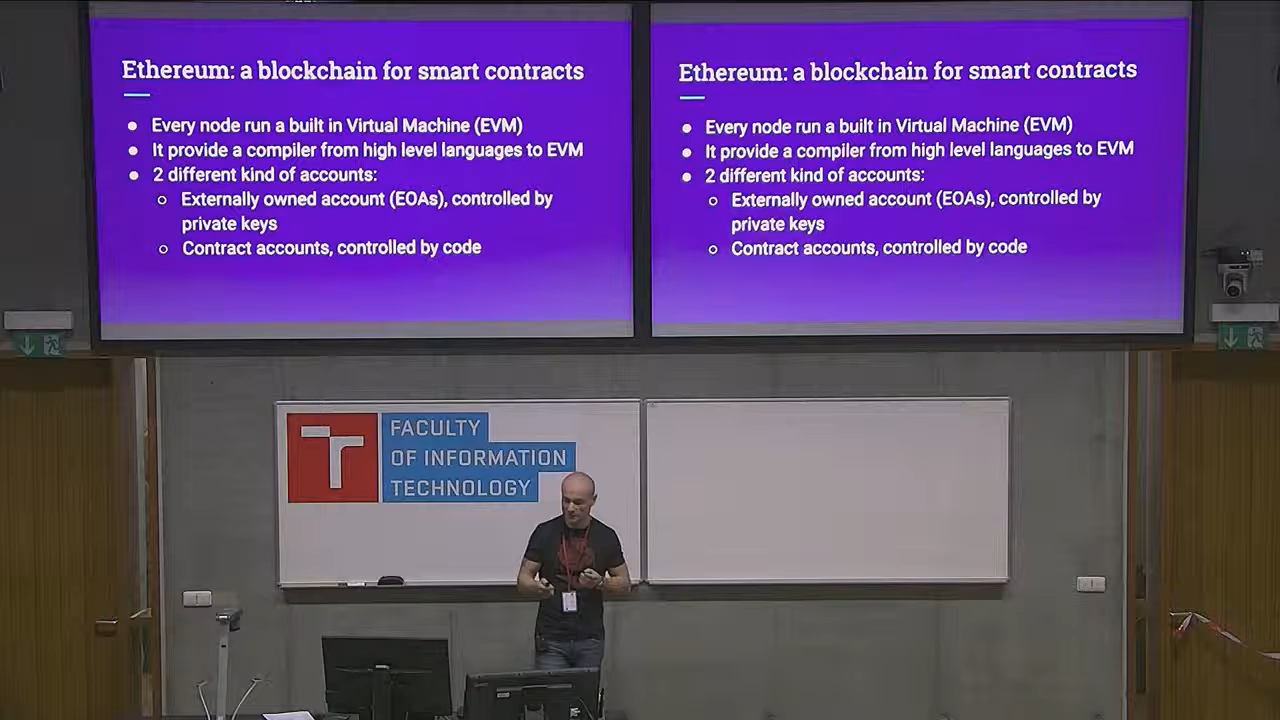 Ethereum: a blockchain for smart contracts
Every node run a built in Virtual Machine (EVM)
It provide a compiler from high level languages to EVM
2 different kind of accounts:
Externally owned account (EOAs), controlled by
private keys
Contract accounts, controlled by code
Ethereum: a blockchain for smart contracts
Every node run a built in Virtual Machine (EVM)
It provide a compiler from high level languages to EVM
2 different kind of accounts:
Externally owned account (EOAs), controlled by
private keys
Contract accounts, controlled by code
FACULTY
OF INFORMATION
TECHNOLOGY